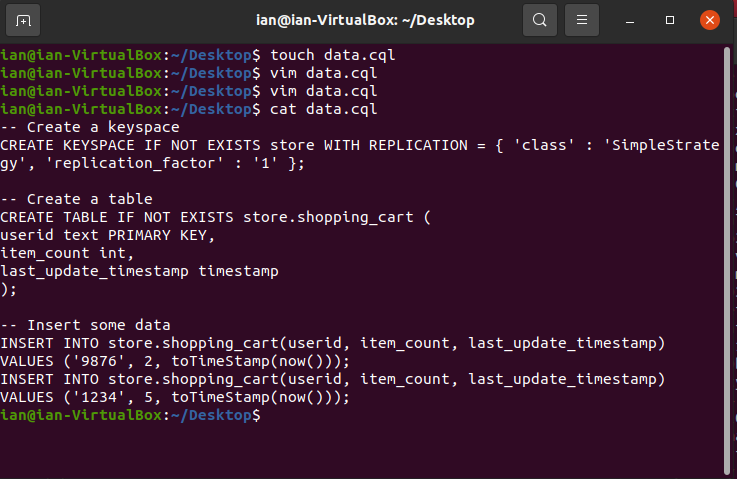 ian@ian-VirtualBox: ~/Desktop
ian@ian-VirtualBox:~/Desktop$ touch data.cql
ian@ian-VirtualBox:~/Desktop$ vim data.cql
ian@ian-VirtualBox:~/Desktop$ vim data.cql
ian@ian-VirtualBox:~/Desktop$ cat data.cql
-- Create a keyspace
CREATE KEYSPACE IF NOT EXISTS store WITH REPLICATION = { 'class' : 'SimpleStrate
gy', 'replication_factor' : '1' };

-- Create a table
CREATE TABLE IF NOT EXISTS store.shopping_cart (
userid text PRIMARY KEY,
item_count int,
last_update_timestamp timestamp
);

-- Insert some data
INSERT INTO store.shopping_cart(userid, item_count, last_update_timestamp)
VALUES ('9876', 2, toTimeStamp(now()));
INSERT INTO store.shopping_cart(userid, item_count, last_update_timestamp)
VALUES ('1234', 5, toTimeStamp(now()));
ian@ian-VirtualBox:~/Desktop$